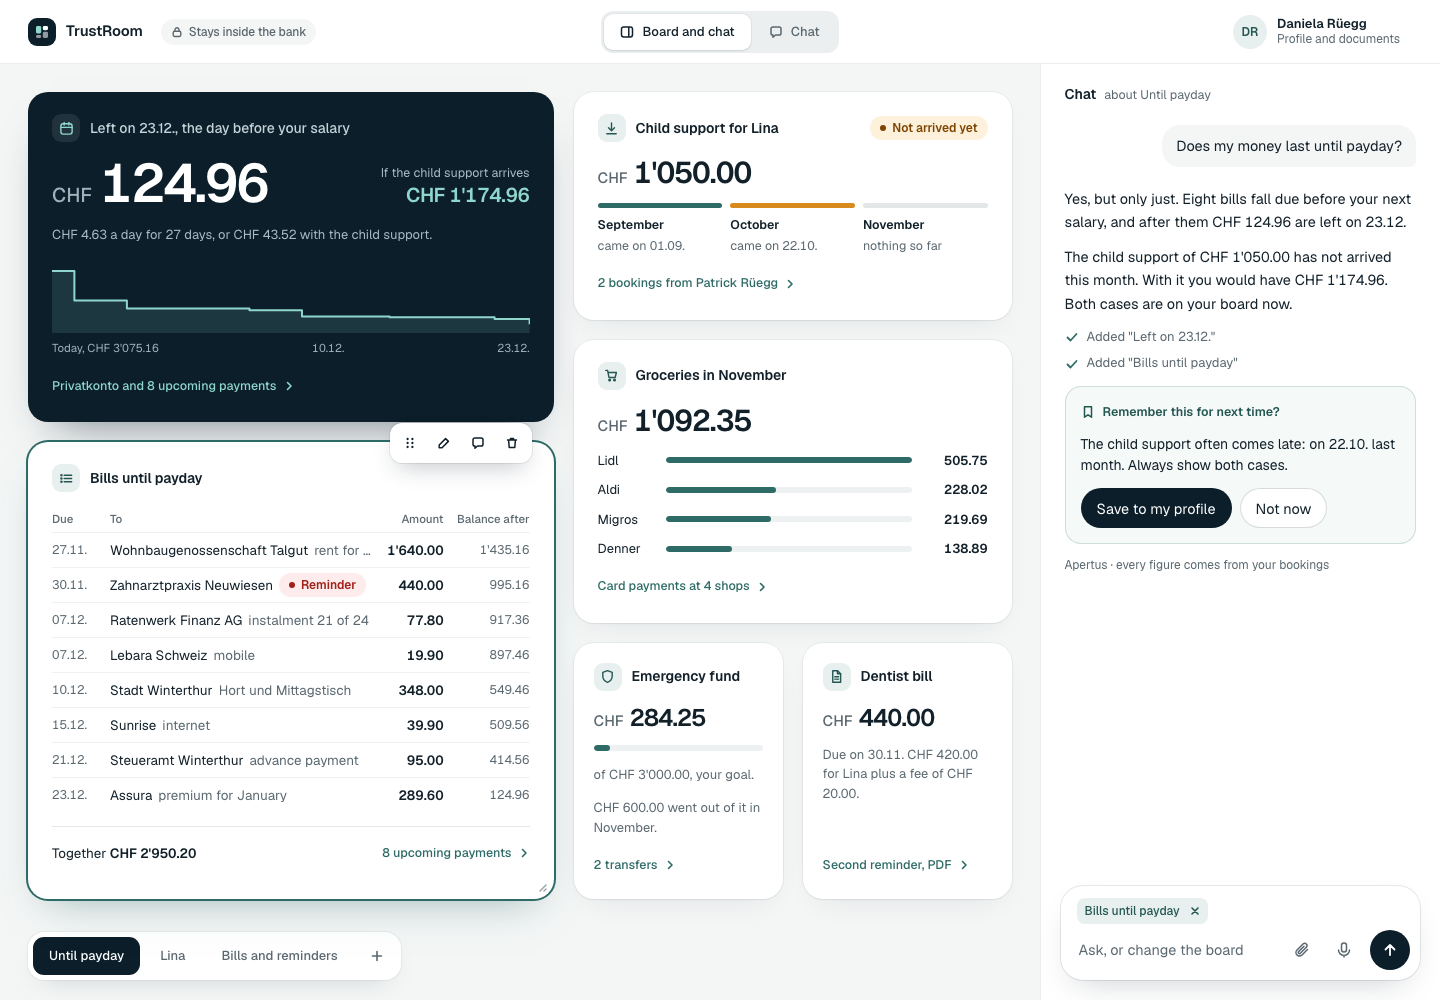 TrustRoom
Stays inside the bank
Board and chat
Chat
DR
Daniela Rüegg
Profile and documents
Left on 23.12., the day before your salary
CHF 124.96
If the child support arrives
CHF 1'174.96
CHF 4.63 a day for 27 days, or CHF 43.52 with the child support.
Today, CHF 3'075.16 10.12. 23.12.
Privatkonto and 8 upcoming payments
Bills until payday
Due To Amount Balance after
27.11. Wohnbaugenossenschaft Talgut rent for ... 1'640.00 1'435.16
30.11. Zahnarztpraxis Neuwiesen Reminder 440.00 995.16
07.12. Ratenwerk Finanz AG instalment 21 of 24 77.80 917.36
07.12. Lebara Schweiz mobile 19.90 897.46
10.12. Stadt Winterthur Hort und Mittagstisch 348.00 549.46
15.12. Sunrise internet 39.90 509.56
21.12. Steueramt Winterthur advance payment 95.00 414.56
23.12. Assura premium for January 289.60 124.96
Together CHF 2'950.20
8 upcoming payments
Child support for Lina
Not arrived yet
CHF 1'050.00
September October November
came on 01.09. came on 22.10. nothing so far
2 bookings from Patrick Rüegg
Groceries in November
CHF 1'092.35
Lidl 505.75
Aldi 228.02
Migros 219.69
Denner 138.89
Card payments at 4 shops
Emergency fund
CHF 284.25
of CHF 3'000.00, your goal.
CHF 600.00 went out of it in
November.
2 transfers
Dentist bill
CHF 440.00
Due on 30.11. CHF 420.00
for Lina plus a fee of CHF
20.00.
Second reminder, PDF
Until payday
Lina
Bills and reminders
Chat about Until payday
Does my money last until payday?
Yes, but only just. Eight bills fall due before your next
salary, and after them CHF 124.96 are left on 23.12.
The child support of CHF 1'050.00 has not arrived
this month. With it you would have CHF 1'174.96.
Both cases are on your board now.
Added "Left on 23.12."
Added "Bills until payday"
Remember this for next time?
The child support often comes late: on 22.10. last
month. Always show both cases.
Save to my profile
Not now
Apertus · every figure comes from your bookings
Bills until payday
Ask, or change the board